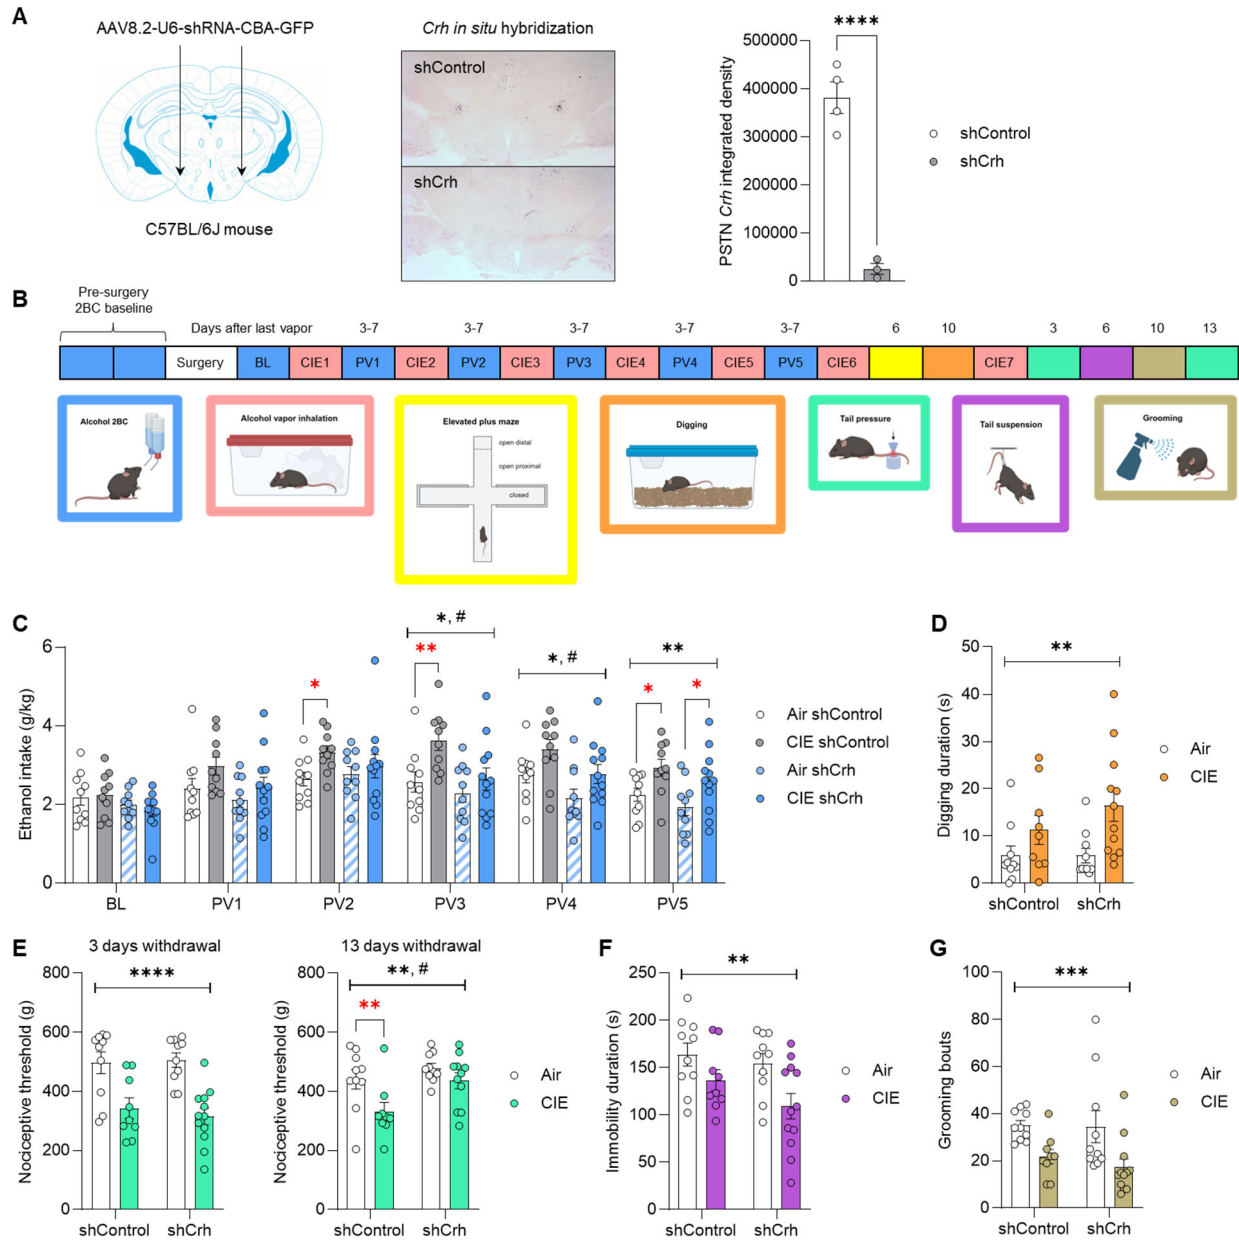 A
AAV8.2-U6-shRNA-CBA-GFP
C57BL/6J mouse
Crh in situ hybridization
shControl
shCrh
****
500000
400000
300000
200000
100000
0
PSTN Crh integrated density
shControl
shCrh
B
Pre-surgery
2BC baseline
Days after last vapor 3-7 3-7 3-7 3-7 3-7 6 10 3 6 10 13
Surgery BL CIE1 PV1 CIE2 PV2 CIE3 PV3 CIE4 PV4 CIE5 PV5 CIE6 CIE7
Alcohol 2BC
Alcohol vapor inhalation
Elevated plus maze
open distal
open proximal
closed
Digging
Tail pressure
Tail suspension
Grooming
C
Ethanol intake (g/kg)
6
4
2
0
*
*, #
**
*, #
**
*
*
BL PV1 PV2 PV3 PV4 PV5
Air shControl
CIE shControl
Air shCrh
CIE shCrh
D
Digging duration (s)
50
40
30
20
10
0
**
shControl shCrh
Air
CIE
E
3 days withdrawal
Nociceptive threshold (g)
800
600
400
200
0
****
shControl shCrh
13 days withdrawal
Nociceptive threshold (g)
800
600
400
200
0
**, #
**
shControl shCrh
Air
CIE
F
Immobility duration (s)
250
200
150
100
50
0
**
shControl shCrh
Air
CIE
G
Grooming bouts
100
80
60
40
20
0
***
shControl shCrh
Air
CIE